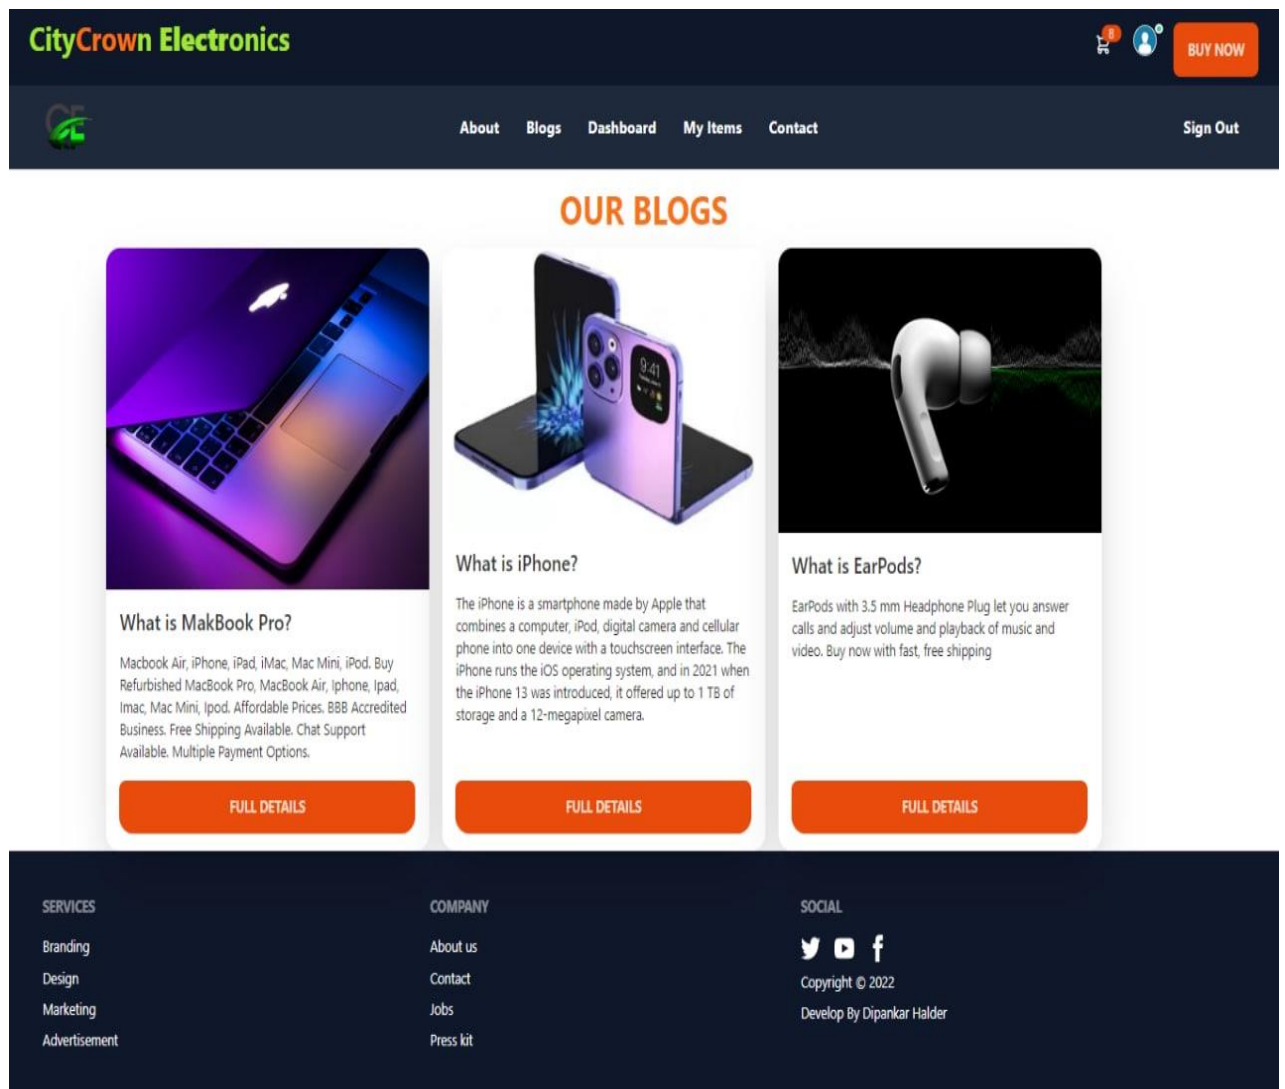 CityCrown Electronics
8
BUY NOW
CE
About Blogs Dashboard My Items Contact
Sign Out
OUR BLOGS
9:41
What is MakBook Pro?
Macbook Air, iPhone, iPad, iMac, Mac Mini, iPod. Buy
Refurbished MacBook Pro, MacBook Air, Iphone, Ipad,
Imac, Mac Mini, Ipod. Affordable Prices. BBB Accredited
Business. Free Shipping Available. Chat Support
Available. Multiple Payment Options.
FULL DETAILS
What is iPhone?
The iPhone is a smartphone made by Apple that
combines a computer, iPod, digital camera and cellular
phone into one device with a touchscreen interface. The
iPhone runs the iOS operating system, and in 2021 when
the iPhone 13 was introduced, it offered up to 1 TB of
storage and a 12-megapixel camera.
FULL DETAILS
What is EarPods?
EarPods with 3.5 mm Headphone Plug let you answer
calls and adjust volume and playback of music and
video. Buy now with fast, free shipping
FULL DETAILS
SERVICES
Branding
Design
Marketing
Advertisement
COMPANY
About us
Contact
Jobs
Press kit
SOCIAL
Copyright © 2022
Develop By Dipankar Halder